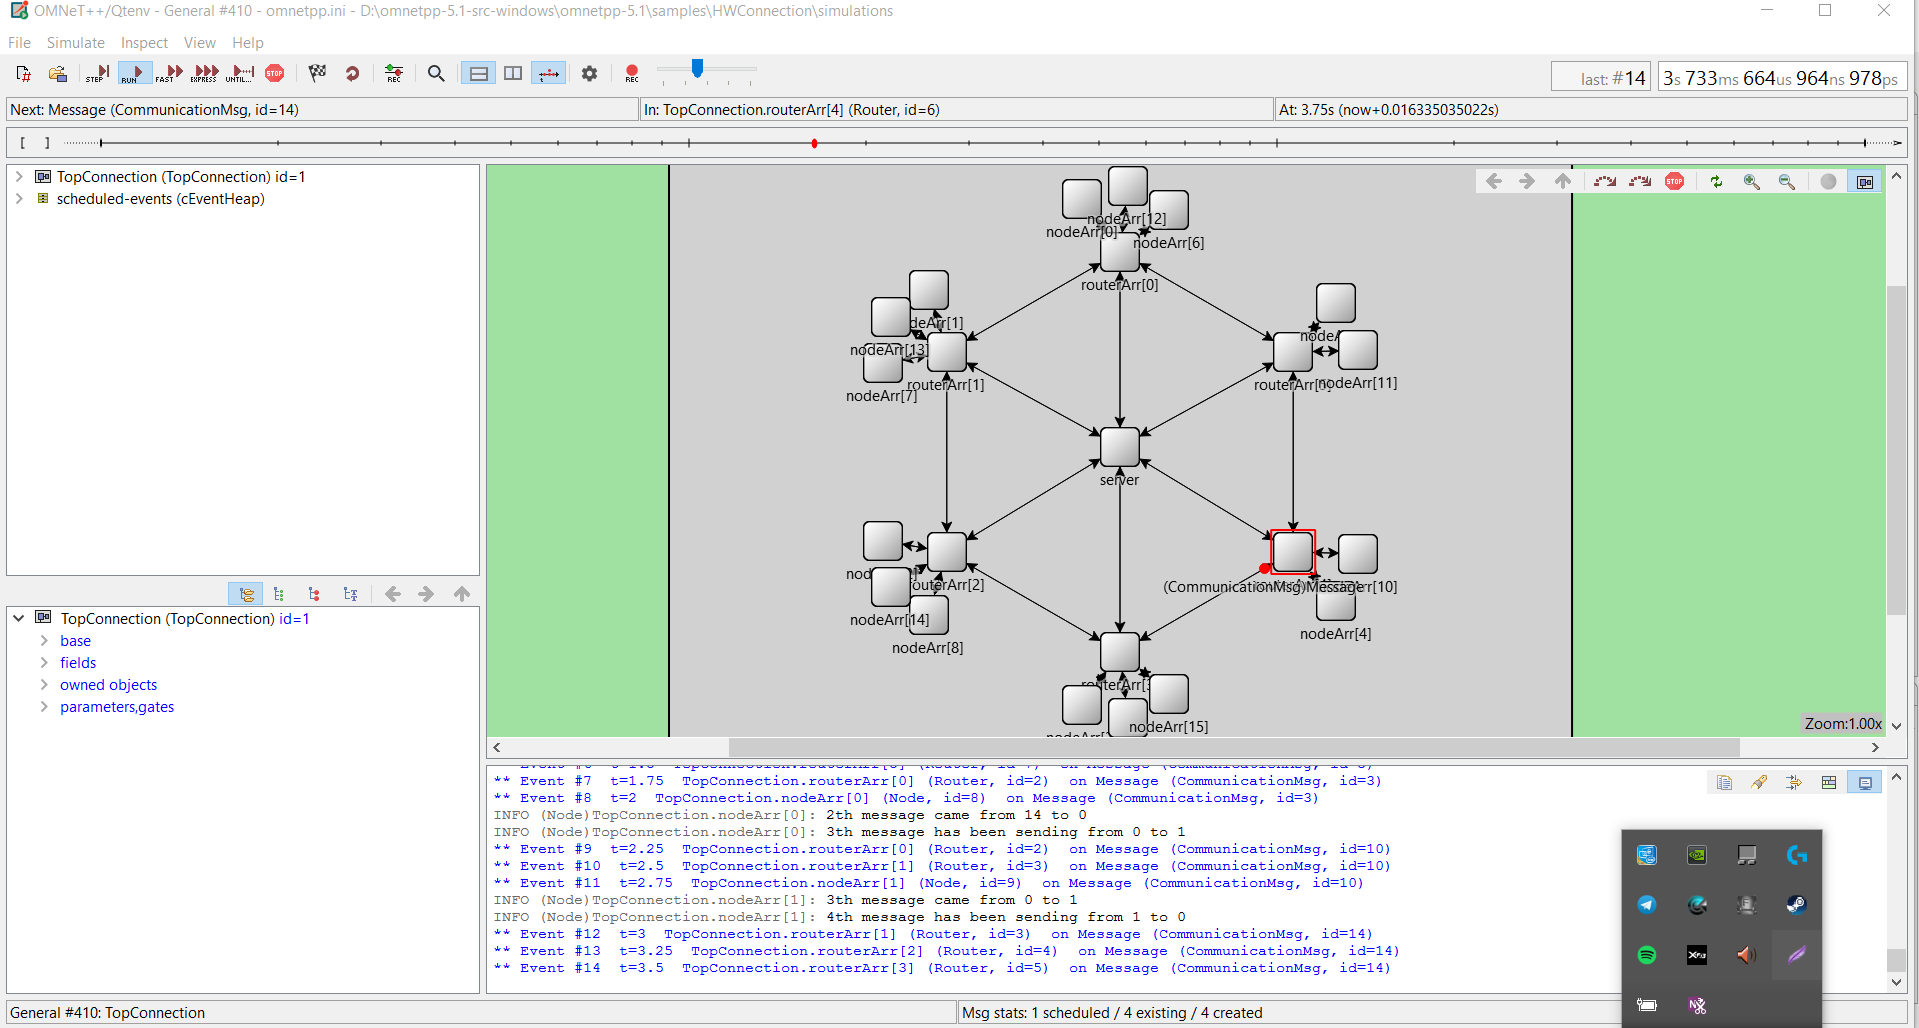 OMNeT++/Qtenv - General #410 - omnetpp.ini - D:\omnetpp-5.1-src-windows\omnetpp-5.1\samples\HWConnection\simulations
File Simulate Inspect View Help
STEP RUN FAST EXPRESS UNTIL... STOP REC REC
last: #14 3s 733ms 664us 964ns 978ps
Next: Message (CommunicationMsg, id=14) In: TopConnection.routerArr[4] (Router, id=6) At: 3.75s (now+0.016335035022s)
[ ]
TopConnection (TopConnection) id=1
scheduled-events (cEventHeap)
TopConnection (TopConnection) id=1
base
fields
owned objects
parameters,gates
STOP
nodeArr[12]
nodeArr[0]
nodeArr[6]
routerArr[0]
deArr[1]
nodeArr[13]
routerArr[1]
nodeArr[7]
nodeArr[11]
server
routerArr[2]
nodeArr[14]
nodeArr[8]
(CommunicationMsg)Message
nodeArr[4]
nodeArr[15]
Zoom:1.00x
** Event #7 t=1.75 TopConnection.routerArr[0] (Router, id=2) on Message (CommunicationMsg, id=3)
** Event #8 t=2 TopConnection.nodeArr[0] (Node, id=8) on Message (CommunicationMsg, id=3)
INFO (Node)TopConnection.nodeArr[0]: 2th message came from 14 to 0
INFO (Node)TopConnection.nodeArr[0]: 3th message has been sending from 0 to 1
** Event #9 t=2.25 TopConnection.routerArr[0] (Router, id=2) on Message (CommunicationMsg, id=10)
** Event #10 t=2.5 TopConnection.routerArr[1] (Router, id=3) on Message (CommunicationMsg, id=10)
** Event #11 t=2.75 TopConnection.nodeArr[1] (Node, id=9) on Message (CommunicationMsg, id=10)
INFO (Node)TopConnection.nodeArr[1]: 3th message came from 0 to 1
INFO (Node)TopConnection.nodeArr[1]: 4th message has been sending from 1 to 0
** Event #12 t=3 TopConnection.routerArr[1] (Router, id=3) on Message (CommunicationMsg, id=14)
** Event #13 t=3.25 TopConnection.routerArr[2] (Router, id=4) on Message (CommunicationMsg, id=14)
** Event #14 t=3.5 TopConnection.routerArr[3] (Router, id=5) on Message (CommunicationMsg, id=14)
General #410: TopConnection Msg stats: 1 scheduled / 4 existing / 4 created